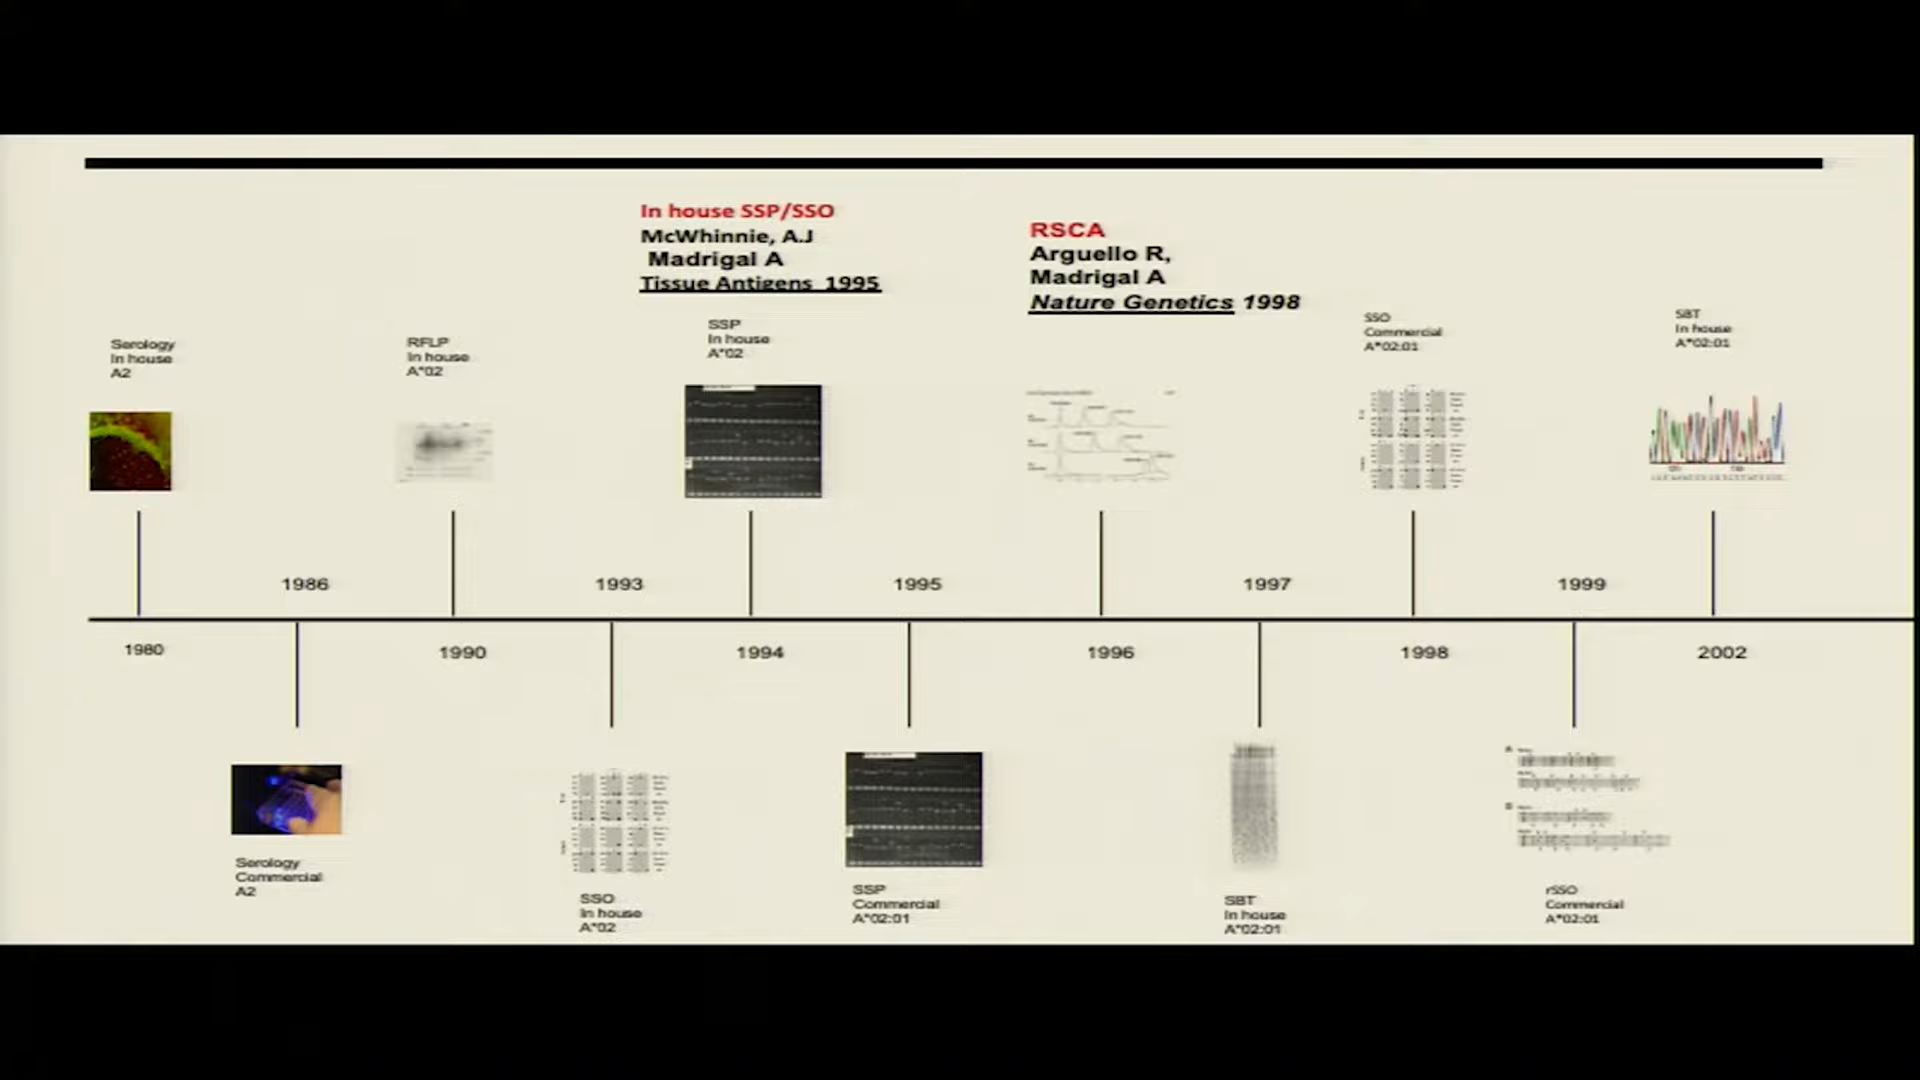 In house SSP/SSO
McWhinnie, A.J
Madrigal A
Tissue Antigens 1995
RSCA
Arguello R,
Madrigal A
Nature Genetics 1998
Serology
In house
A2
RFLP
In house
A*02
SSP
In house
A*02
SSO
Commercial
A*02:01
SBT
In house
A*02:01
1986
1993
1995
1997
1999
1980
1990
1994
1996
1998
2002
Serology
Commercial
A2
SSO
In house
A*02
SSP
Commercial
A*02:01
SBT
In house
A*02:01
rSSO
Commercial
A*02:01